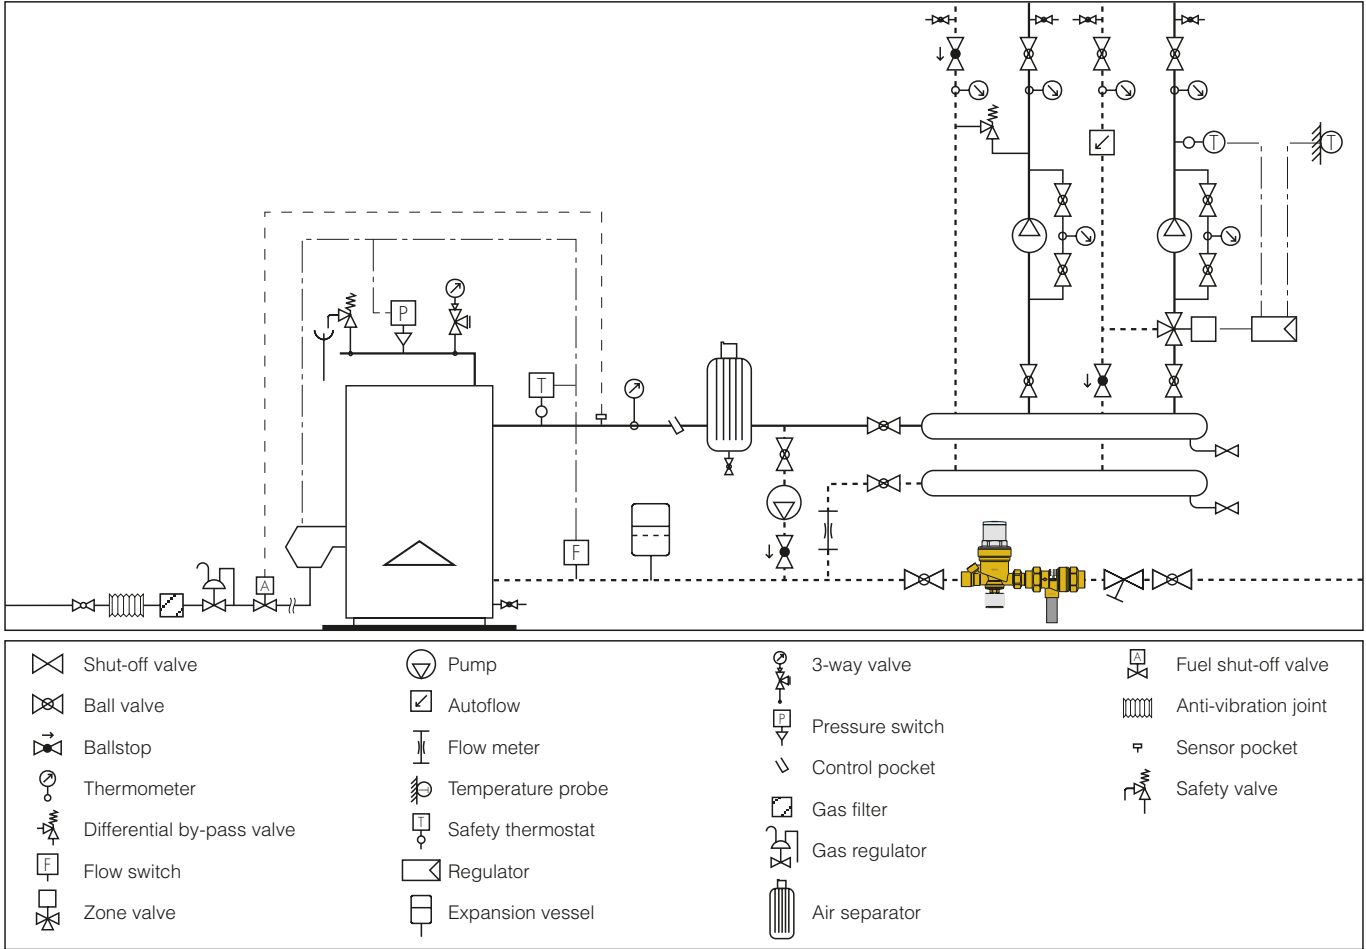 T
T
P
T
F
A
Shut-off valve
Ball valve
Ballstop
Thermometer
Differential by-pass valve
F
Flow switch
Zone valve
Pump
Autoflow
Flow meter
Temperature probe
T
Safety thermostat
Regulator
Expansion vessel
3-way valve
P
Pressure switch
Control pocket
Gas filter
Gas regulator
Air separator
A
Fuel shut-off valve
Anti-vibration joint
Sensor pocket
Safety valve